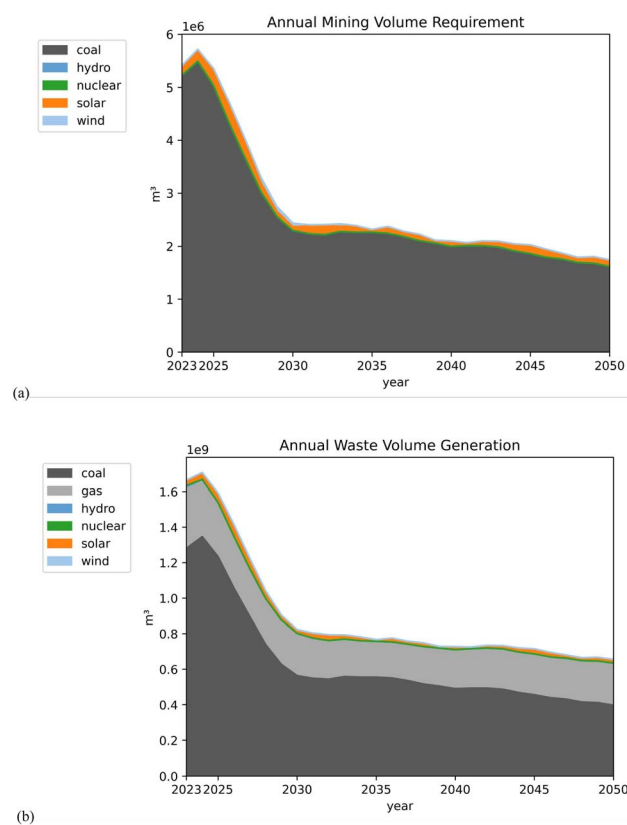 Annual Mining Volume Requirement
1e6
coal
hydro
nuclear
solar
wind
6
5
4
3
2
1
0
m³
2023 2025 2030 2035 2040 2045 2050
year
(a)
Annual Waste Volume Generation
1e9
coal
gas
hydro
nuclear
solar
wind
1.6
1.4
1.2
1.0
0.8
0.6
0.4
0.2
0.0
m³
2023 2025 2030 2035 2040 2045 2050
year
(b)